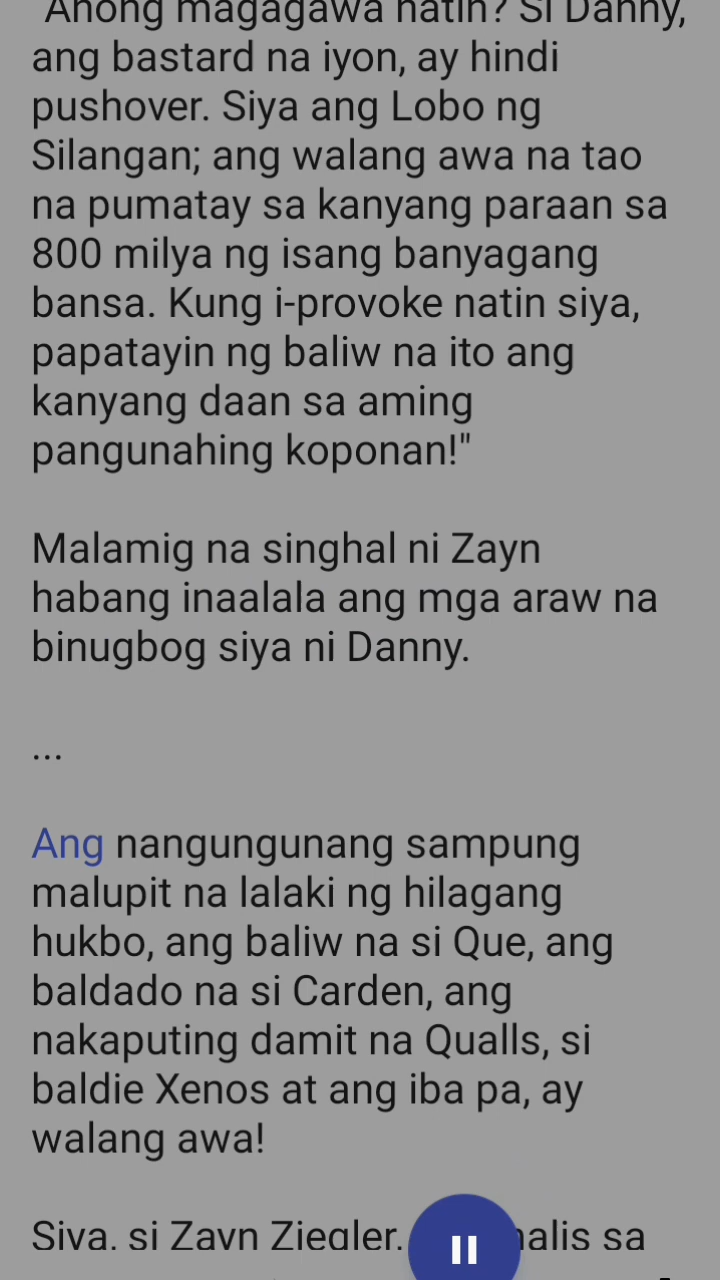 "Anong magagawa natin? Si Danny,
ang bastard na iyon, ay hindi
pushover. Siya ang Lobo ng
Silangan; ang walang awa na tao
na pumatay sa kanyang paraan sa
800 milya ng isang banyagang
bansa. Kung i-provoke natin siya,
papatayin ng baliw na ito ang
kanyang daan sa aming
pangunahing koponan!"
Malamig na singhal ni Zayn
habang inaalala ang mga araw na
binugbog siya ni Danny.
...
Ang nangungunang sampung
malupit na lalaki ng hilagang
hukbo, ang baliw na si Que, ang
baldado na si Carden, ang
nakaputing damit na Qualls, si
baldie Xenos at ang iba pa, ay
walang awa!
Siya, si Zayn Ziegler, sa